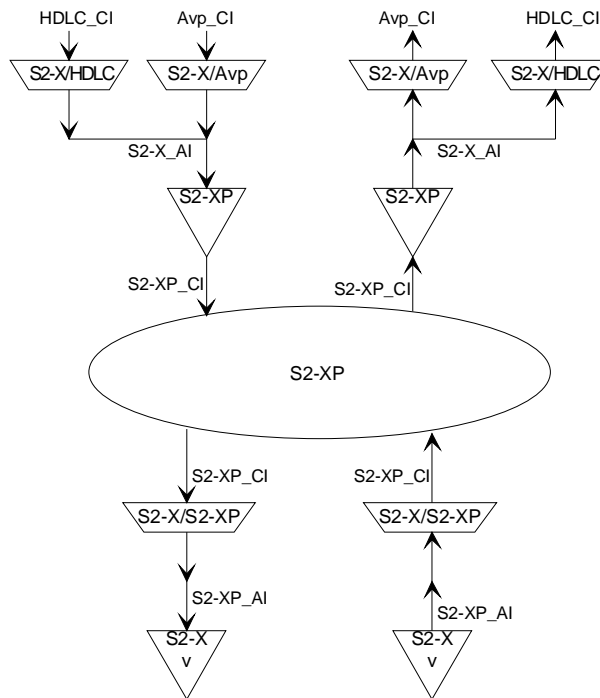 HDLC_CI Avp_CI Avp_CI HDLC_CI
S2-X/HDLC S2-X/Avp S2-X/Avp S2-X/HDLC
S2-X_AI S2-X_AI
S2-XP S2-XP
S2-XP_CI S2-XP_CI
S2-XP
S2-XP_CI S2-XP_CI
S2-X/S2-XP S2-X/S2-XP
S2-XP_AI S2-XP_AI
S2-X S2-X
v v